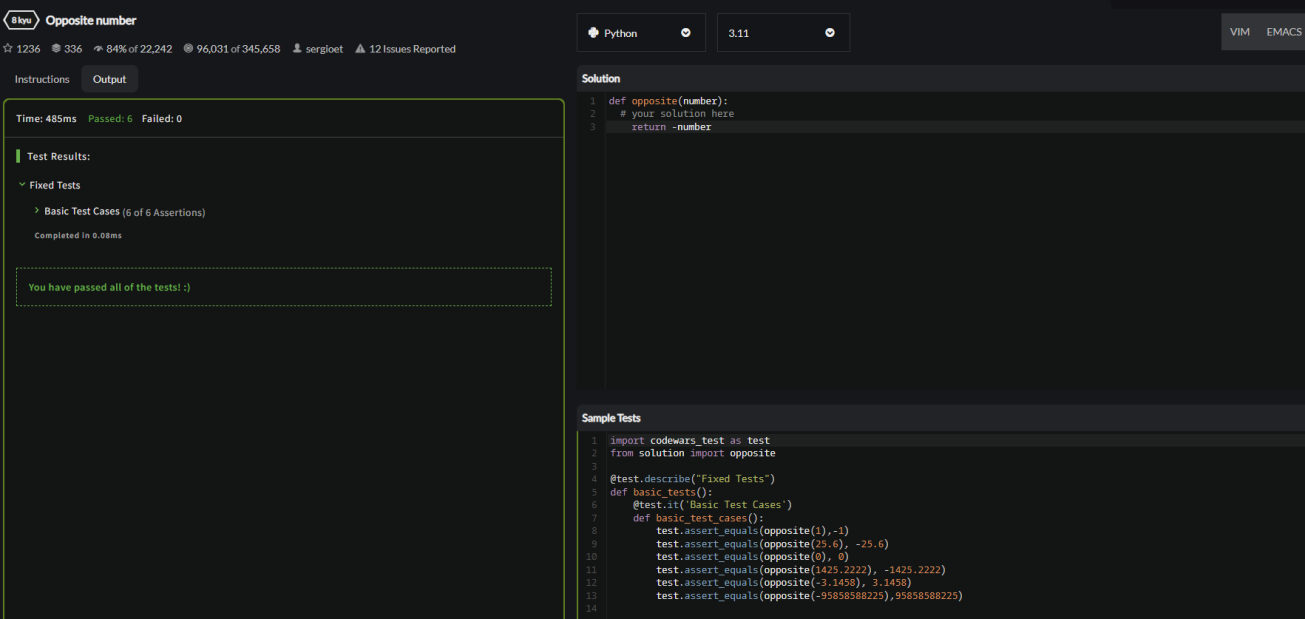 8 kyu Opposite number
1236 336 84% of 22,242 96,031 of 345,658 sergioet 12 Issues Reported
Instructions Output
Time: 485ms Passed: 6 Failed: 0
Test Results:
Fixed Tests
Basic Test Cases (6 of 6 Assertions)
Completed in 0.08ms
You have passed all of the tests! :)
Python 3.11 VIM EMACS
Solution
1 def opposite(number):
2 # your solution here
3 return -number
Sample Tests
1 import codewars_test as test
2 from solution import opposite
3
4 @test.describe("Fixed Tests")
5 def basic_tests():
6 @test.it('Basic Test Cases')
7 def basic_test_cases():
8 test.assert_equals(opposite(1),-1)
9 test.assert_equals(opposite(25.6), -25.6)
10 test.assert_equals(opposite(0), 0)
11 test.assert_equals(opposite(1425.2222), -1425.2222)
12 test.assert_equals(opposite(-3.1458), 3.1458)
13 test.assert_equals(opposite(-95858588225),95858588225)
14